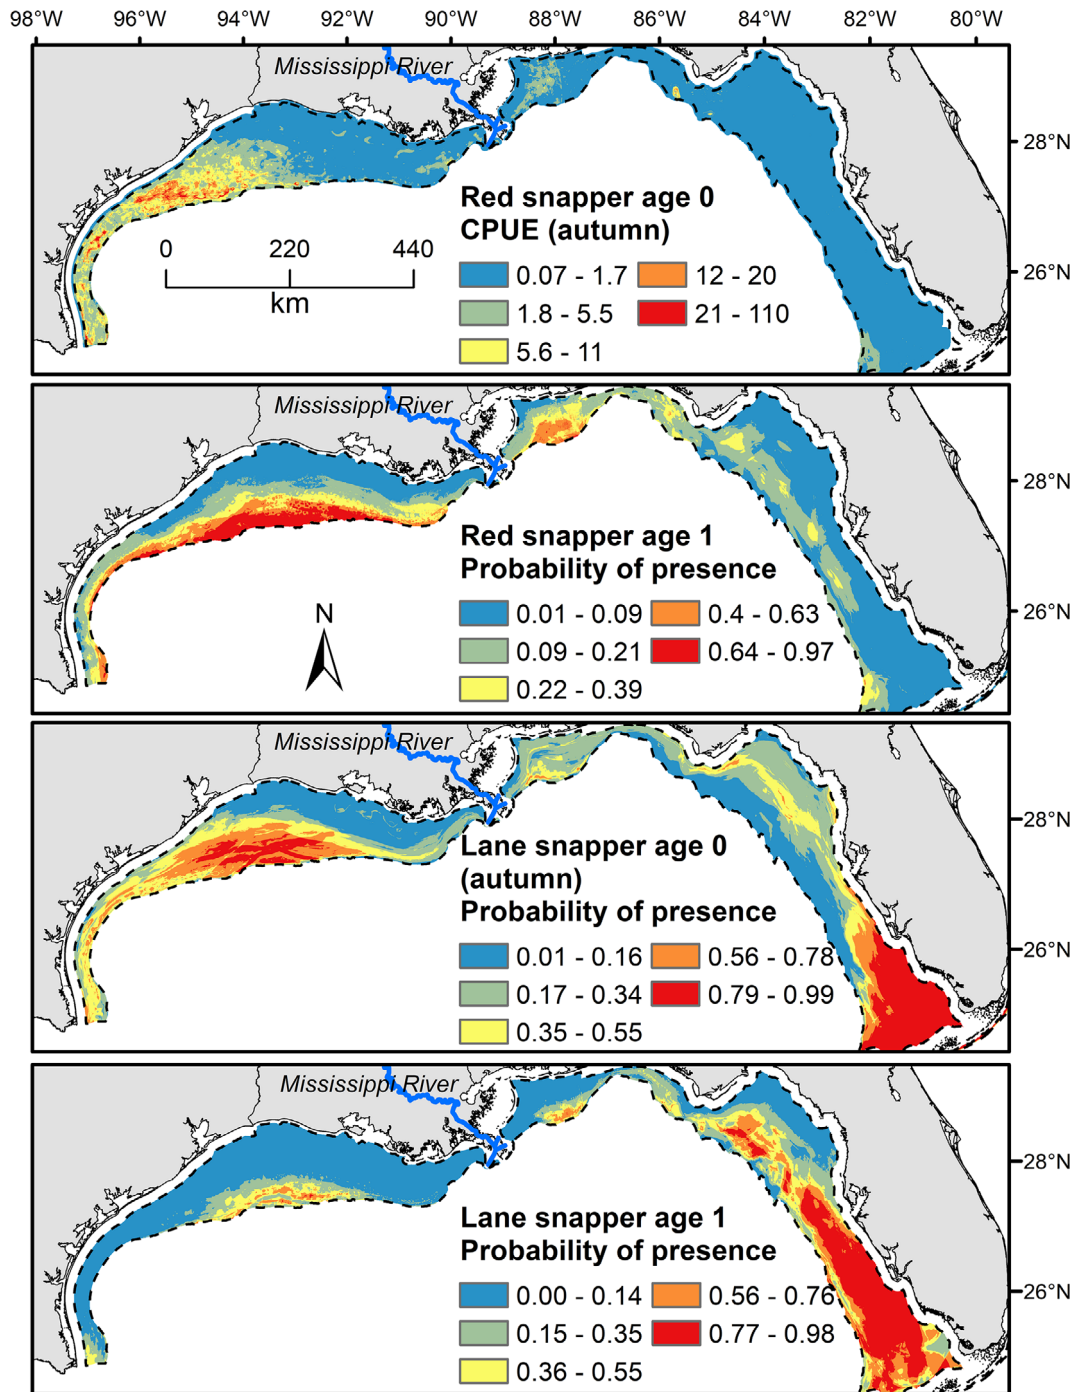 98°W 96°W 94°W 92°W 90°W 88°W 86°W 84°W 82°W 80°W
Mississippi River
28°N
Red snapper age 0
CPUE (autumn)
0 220 440
km
26°N
0.07 - 1.7 12 - 20
1.8 - 5.5 21 - 110
5.6 - 11
Mississippi River
28°N
Red snapper age 1
Probability of presence
N
26°N
0.01 - 0.09 0.4 - 0.63
0.09 - 0.21 0.64 - 0.97
0.22 - 0.39
Mississippi River
28°N
Lane snapper age 0
(autumn)
Probability of presence
26°N
0.01 - 0.16 0.56 - 0.78
0.17 - 0.34 0.79 - 0.99
0.35 - 0.55
Mississippi River
28°N
Lane snapper age 1
Probability of presence
26°N
0.00 - 0.14 0.56 - 0.76
0.15 - 0.35 0.77 - 0.98
0.36 - 0.55